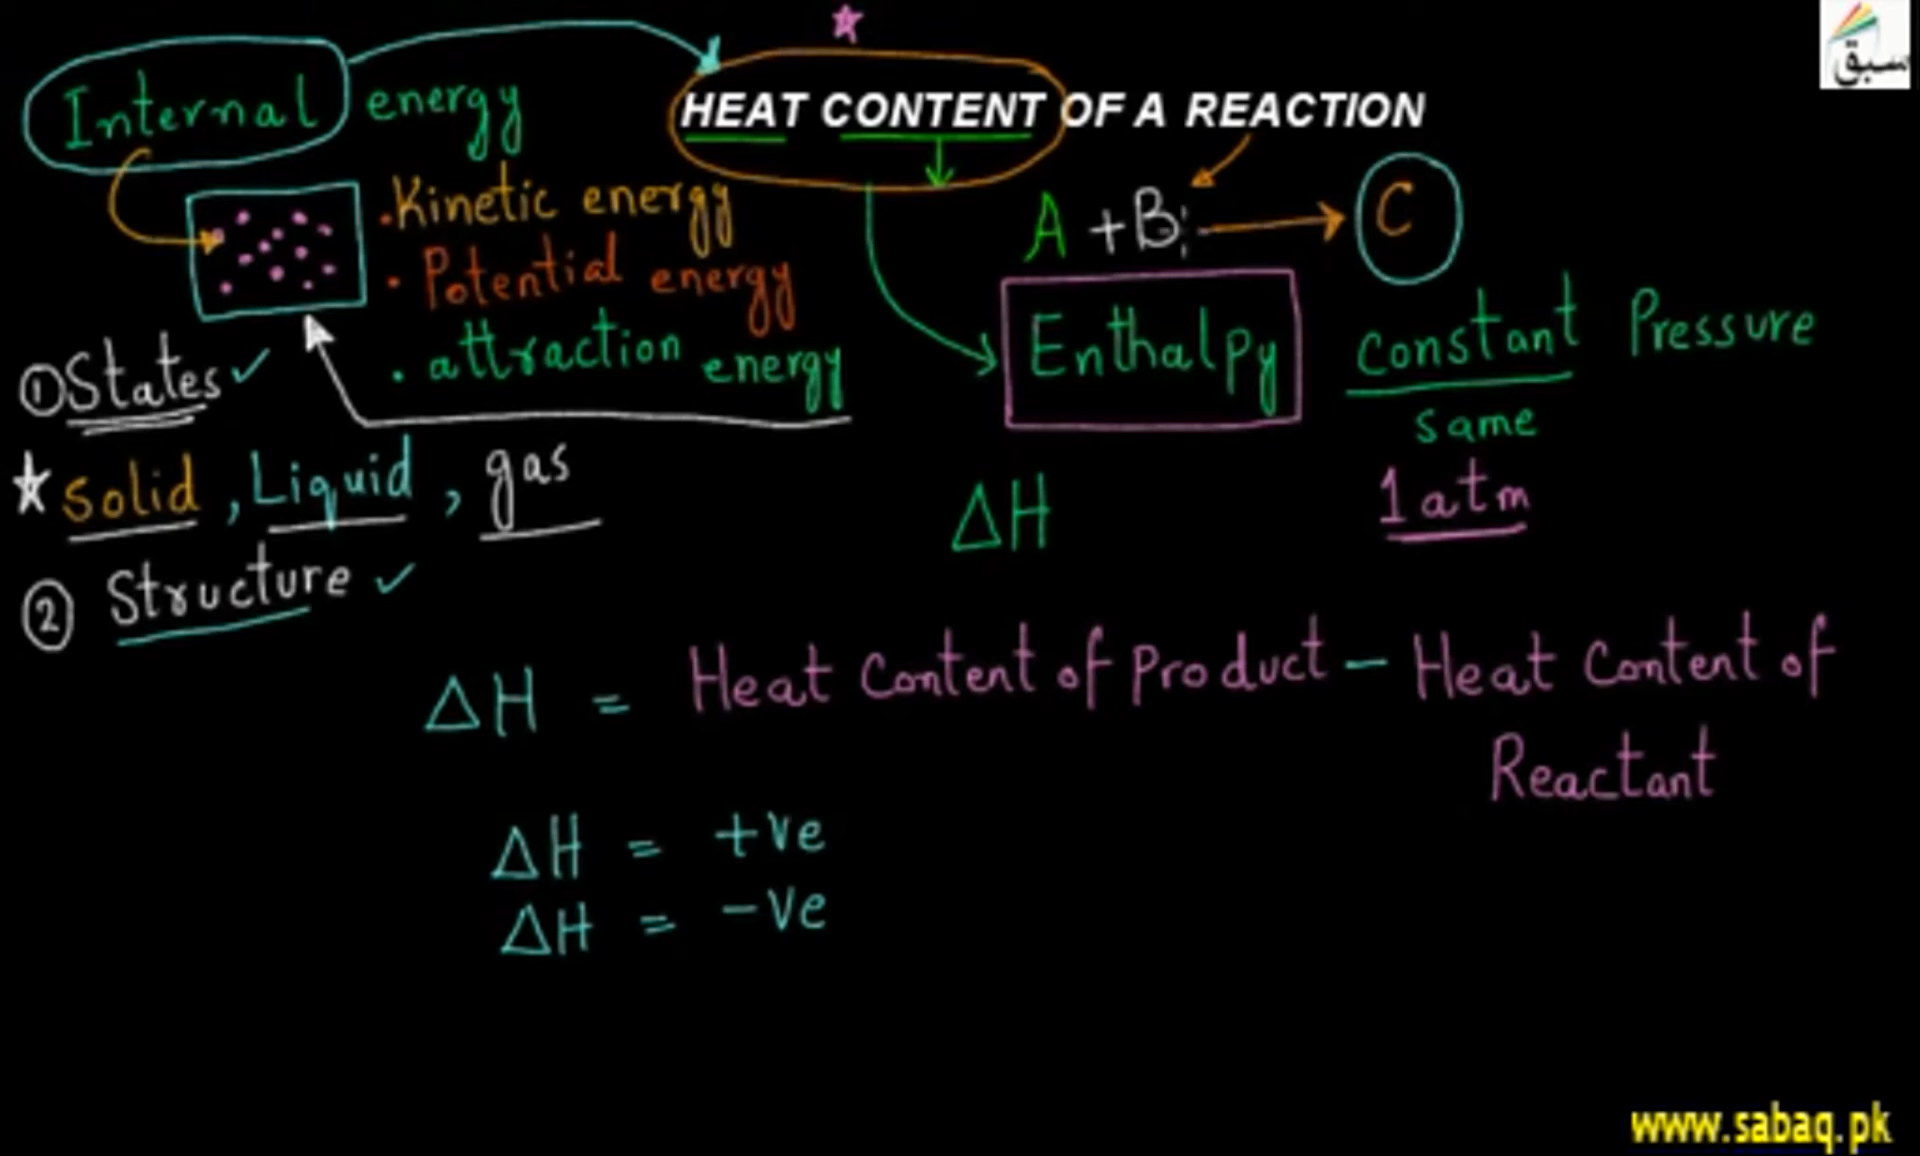 سبق
Internal energy
HEAT CONTENT OF A REACTION
A + B → C
. Kinetic energy
. Potential energy
. attraction energy
① States ✓
★ Solid , Liquid , gas
② Structure ✓
Enthalpy
constant Pressure
same
1 atm
ΔH
ΔH = Heat Content of Product - Heat Content of
Reactant
ΔH = +ve
ΔH = -ve
www.sabaq.pk